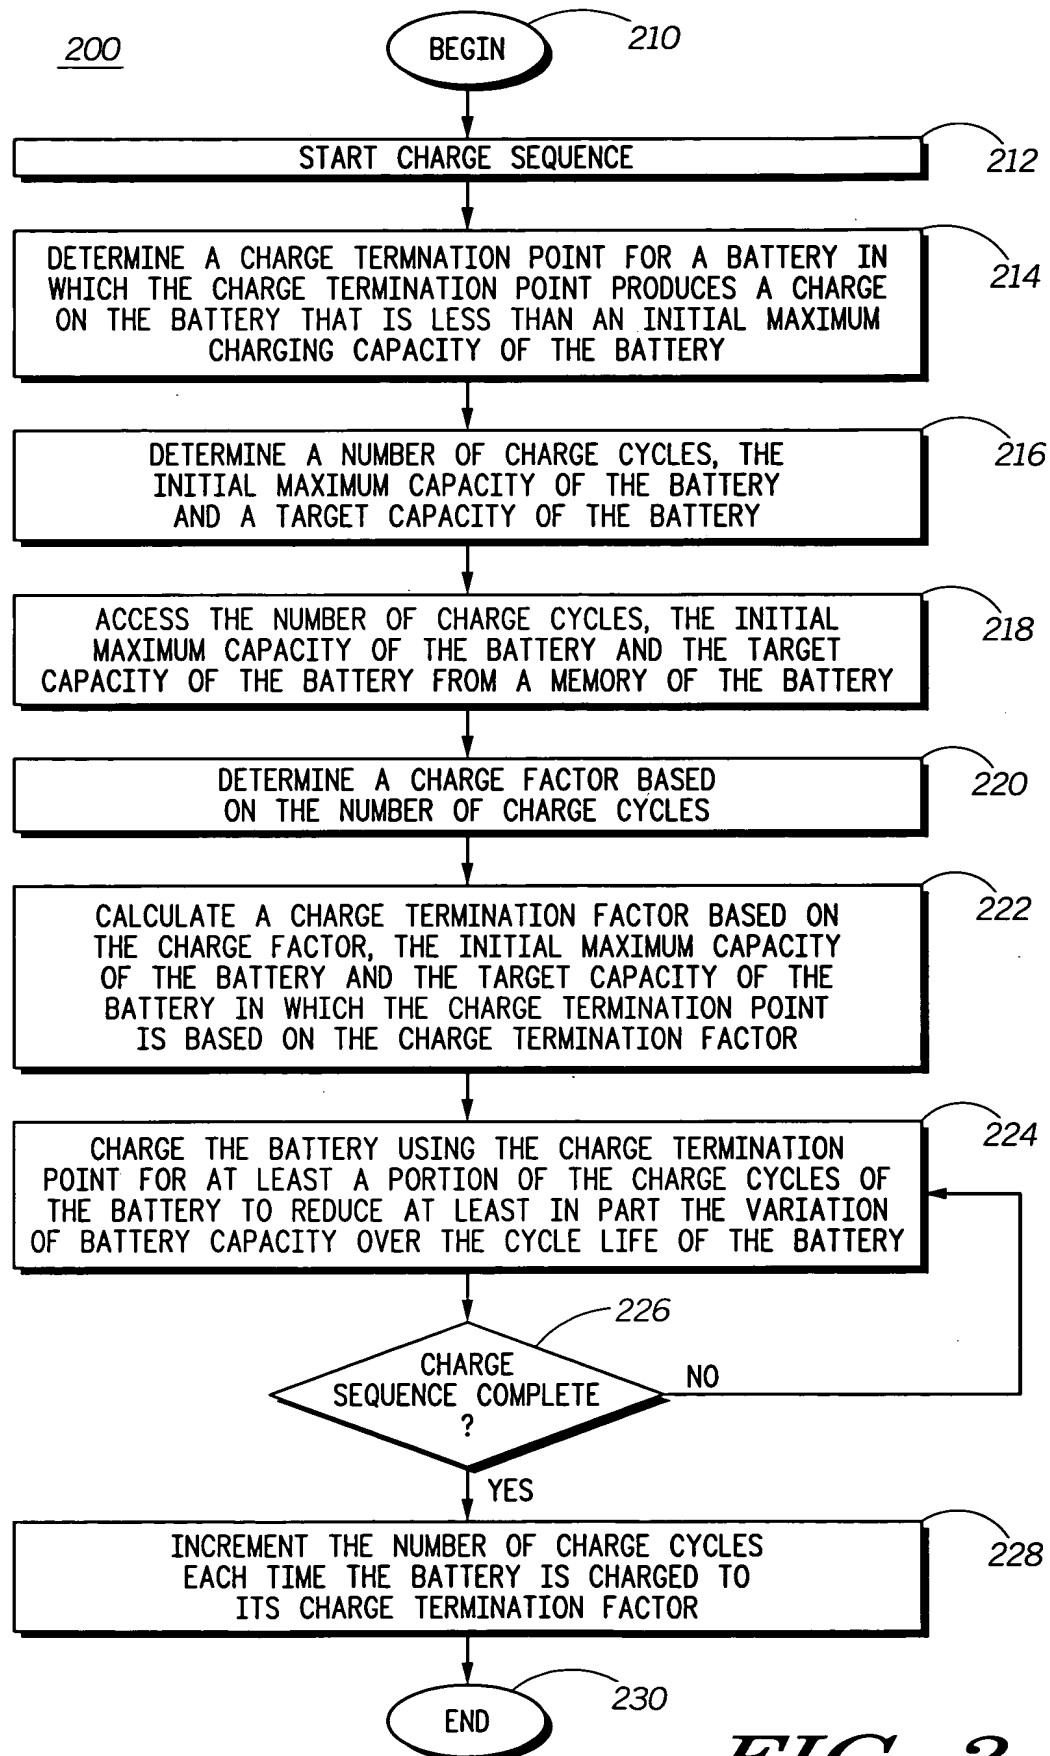 200
BEGIN
210
START CHARGE SEQUENCE
212
DETERMINE A CHARGE TERMNATION POINT FOR A BATTERY IN
WHICH THE CHARGE TERMINATION POINT PRODUCES A CHARGE
ON THE BATTERY THAT IS LESS THAN AN INITIAL MAXIMUM
CHARGING CAPACITY OF THE BATTERY
214
DETERMINE A NUMBER OF CHARGE CYCLES, THE
INITIAL MAXIMUM CAPACITY OF THE BATTERY
AND A TARGET CAPACITY OF THE BATTERY
216
ACCESS THE NUMBER OF CHARGE CYCLES, THE INITIAL
MAXIMUM CAPACITY OF THE BATTERY AND THE TARGET
CAPACITY OF THE BATTERY FROM A MEMORY OF THE BATTERY
218
DETERMINE A CHARGE FACTOR BASED
ON THE NUMBER OF CHARGE CYCLES
220
CALCULATE A CHARGE TERMINATION FACTOR BASED ON
THE CHARGE FACTOR, THE INITIAL MAXIMUM CAPACITY
OF THE BATTERY AND THE TARGET CAPACITY OF THE
BATTERY IN WHICH THE CHARGE TERMINATION POINT
IS BASED ON THE CHARGE TERMINATION FACTOR
222
CHARGE THE BATTERY USING THE CHARGE TERMINATION
POINT FOR AT LEAST A PORTION OF THE CHARGE CYCLES OF
THE BATTERY TO REDUCE AT LEAST IN PART THE VARIATION
OF BATTERY CAPACITY OVER THE CYCLE LIFE OF THE BATTERY
224
CHARGE
SEQUENCE COMPLETE
?
226
NO
YES
INCREMENT THE NUMBER OF CHARGE CYCLES
EACH TIME THE BATTERY IS CHARGED TO
ITS CHARGE TERMINATION FACTOR
228
END
230
FIG.